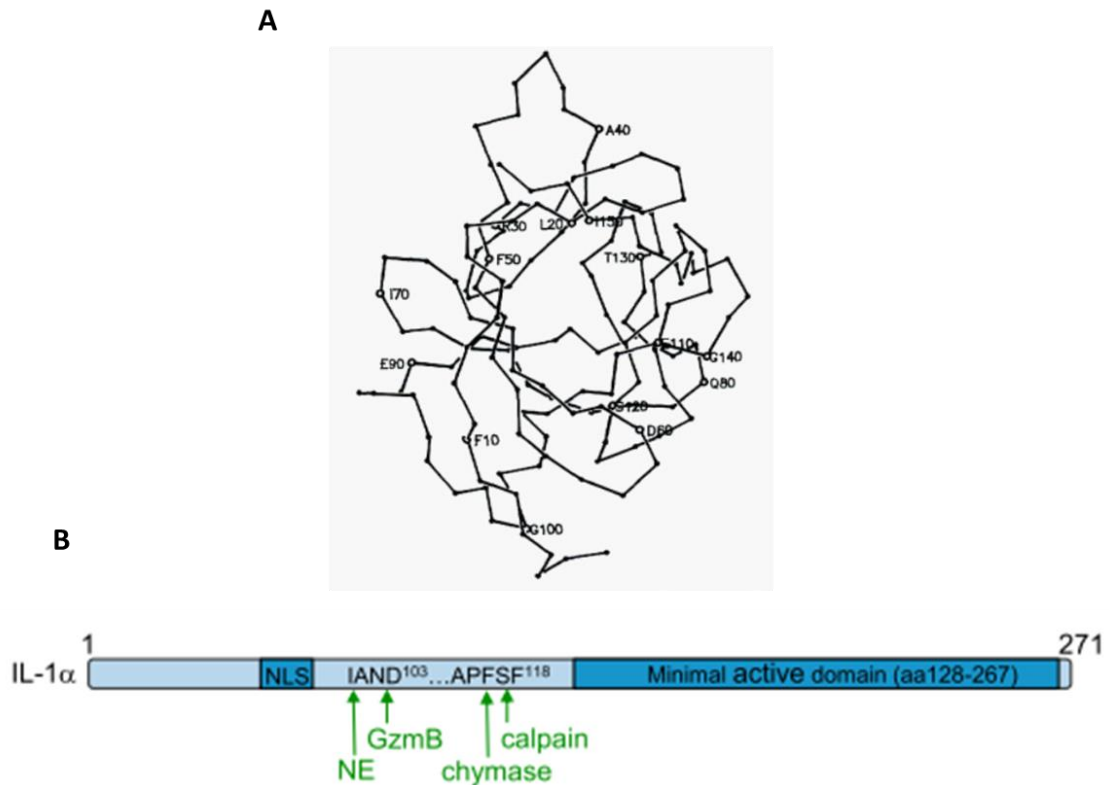 A
A40
R30
L20
I150
F50
T130
I70
E110
G140
E90
Q80
S120
D60
F10
G100
B
1
271
IL-1α
NLS
IAND103...APFSF118
Minimal active domain (aa128-267)
GzmB
calpain
NE
chymase